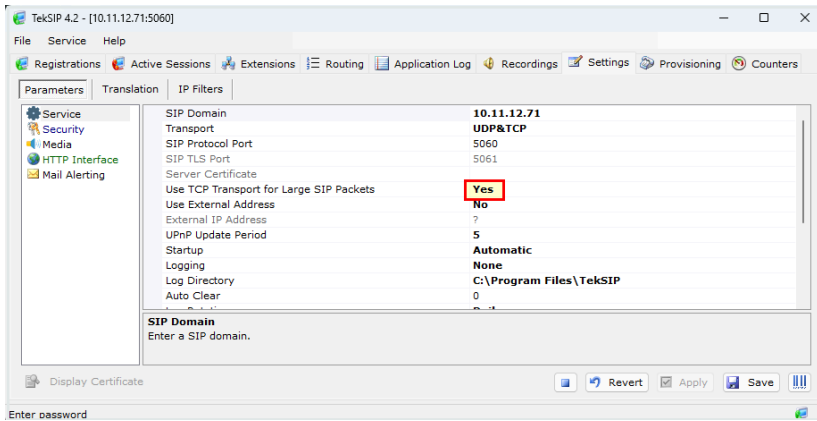 TekSIP 4.2 - [10.11.12.71:5060]
File Service Help
Registrations Active Sessions Extensions Routing Application Log Recordings Settings Provisioning Counters
Parameters Translation IP Filters
Service
Security
Media
HTTP Interface
Mail Alerting
SIP Domain 10.11.12.71
Transport UDP&TCP
SIP Protocol Port 5060
SIP TLS Port 5061
Server Certificate
Use TCP Transport for Large SIP Packets Yes
Use External Address No
External IP Address ?
UPnP Update Period 5
Startup Automatic
Logging None
Log Directory C:\Program Files\TekSIP
Auto Clear 0
SIP Domain
Enter a SIP domain.
Display Certificate Revert Apply Save
Enter password